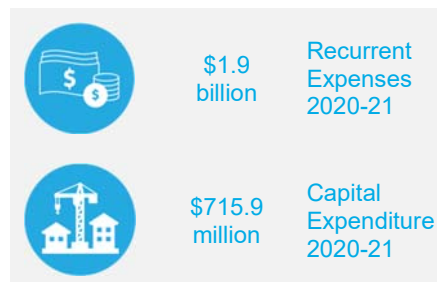 $1.9
billion
Recurrent
Expenses
2020-21
$715.9
million
Capital
Expenditure
2020-21